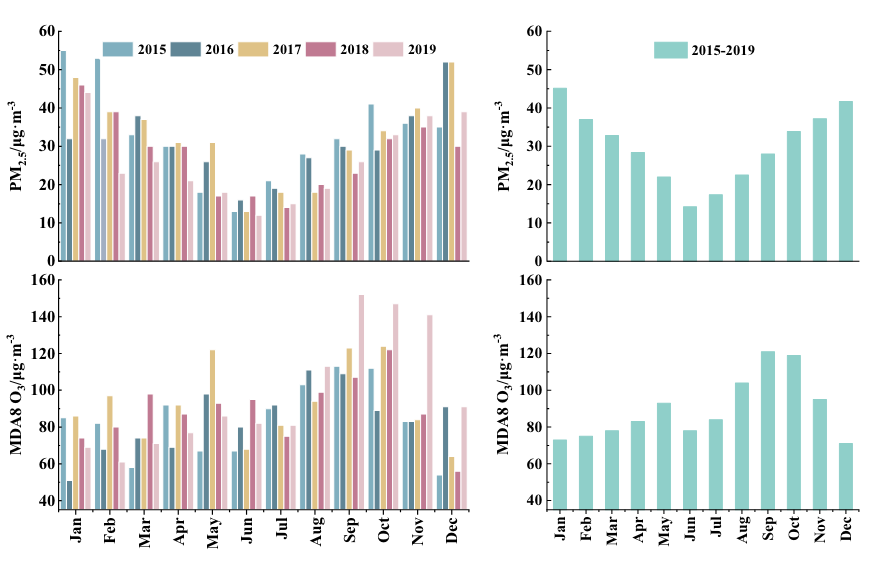 60
50
40
30
20
10
0
PM2.5/μg·m-3
2015
2016
2017
2018
2019
60
50
40
30
20
10
0
PM2.5/μg·m-3
2015-2019
160
140
120
100
80
60
40
MDA8 O3/μg·m-3
Jan
Feb
Mar
Apr
May
Jun
Jul
Aug
Sep
Oct
Nov
Dec
160
140
120
100
80
60
40
MDA8 O3/μg·m-3
Jan
Feb
Mar
Apr
May
Jun
Jul
Aug
Sep
Oct
Nov
Dec